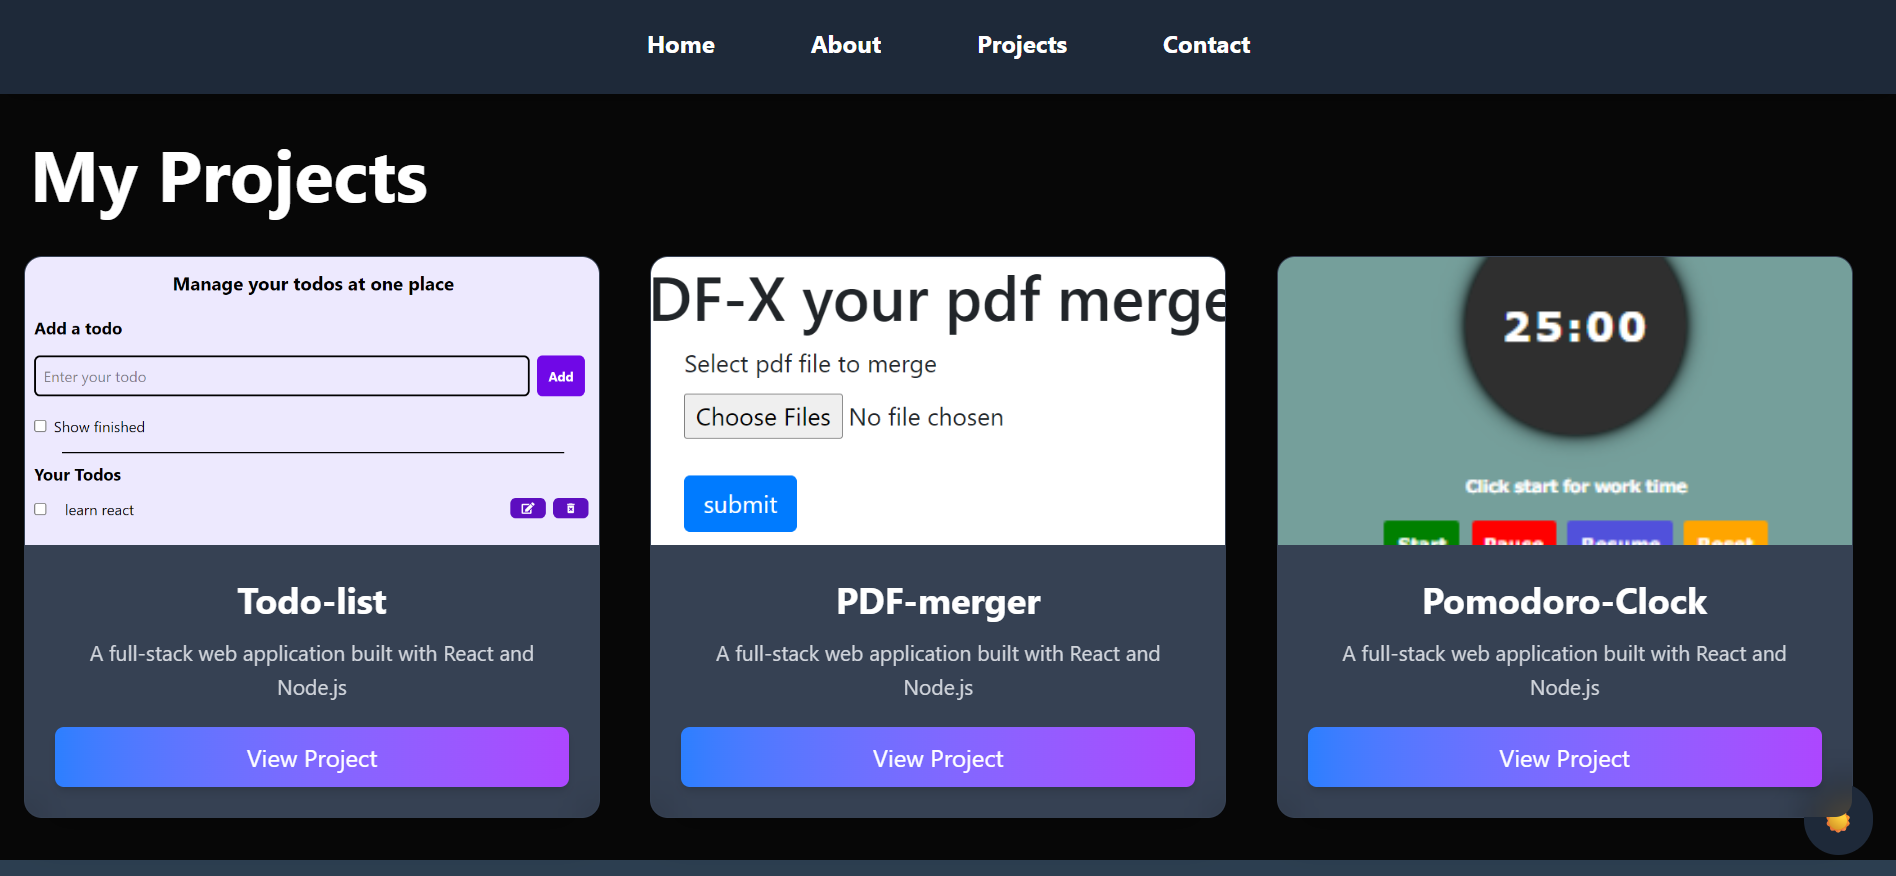 Home About Projects Contact
My Projects
Manage your todos at one place
Add a todo
Enter your todo Add
Show finished
Your Todos
learn react
Todo-list
A full-stack web application built with React and
Node.js
View Project
DF-X your pdf merge
Select pdf file to merge
Choose Files No file chosen
submit
PDF-merger
A full-stack web application built with React and
Node.js
View Project
25:00
Click start for work time
Start Pause Resume Reset
Pomodoro-Clock
A full-stack web application built with React and
Node.js
View Project